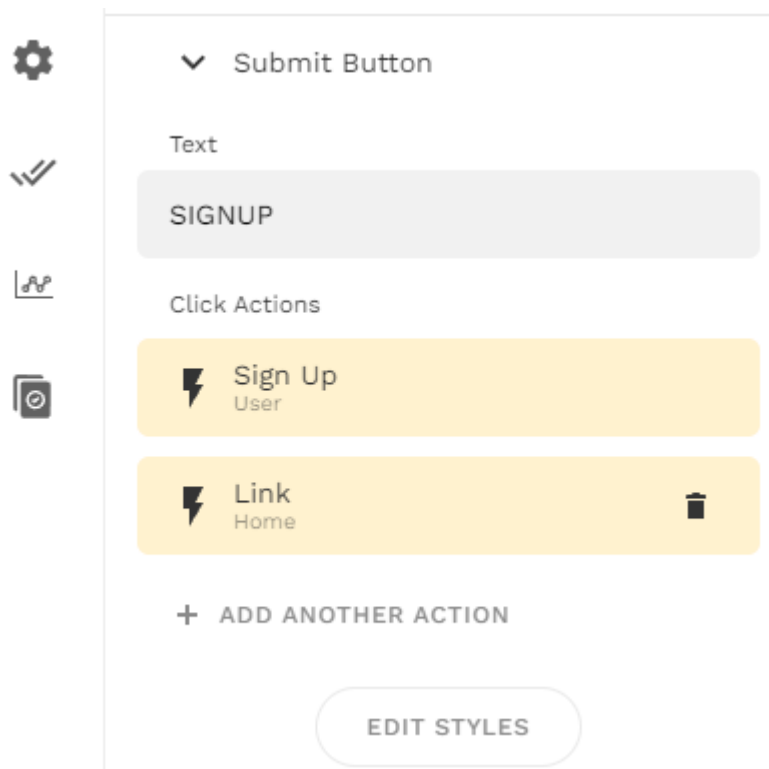 Submit Button
Text
SIGNUP
Click Actions
Sign Up
User
Link
Home
+ ADD ANOTHER ACTION
EDIT STYLES